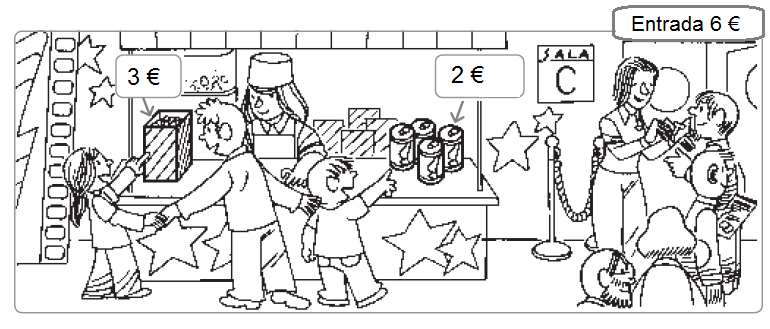 Entrada 6 €
3 €
2 €
SALA
C